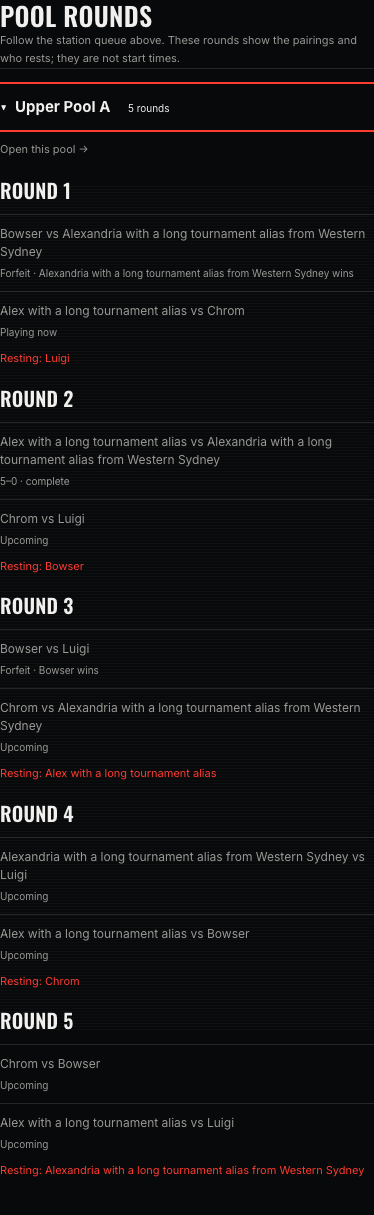 POOL ROUNDS
Follow the station queue above. These rounds show the pairings and
who rests; they are not start times.
▾ Upper Pool A 5 rounds
Open this pool →
ROUND 1
Bowser vs Alexandria with a long tournament alias from Western
Sydney
Forfeit · Alexandria with a long tournament alias from Western Sydney wins
Alex with a long tournament alias vs Chrom
Playing now
Resting: Luigi
ROUND 2
Alex with a long tournament alias vs Alexandria with a long
tournament alias from Western Sydney
5–0 · complete
Chrom vs Luigi
Upcoming
Resting: Bowser
ROUND 3
Bowser vs Luigi
Forfeit · Bowser wins
Chrom vs Alexandria with a long tournament alias from Western
Sydney
Upcoming
Resting: Alex with a long tournament alias
ROUND 4
Alexandria with a long tournament alias from Western Sydney vs
Luigi
Upcoming
Alex with a long tournament alias vs Bowser
Upcoming
Resting: Chrom
ROUND 5
Chrom vs Bowser
Upcoming
Alex with a long tournament alias vs Luigi
Upcoming
Resting: Alexandria with a long tournament alias from Western Sydney